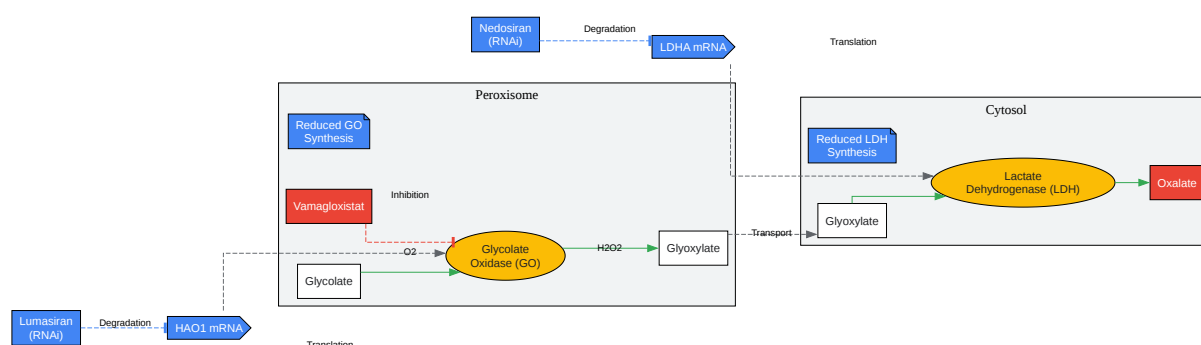 Nedosiran
(RNAi)
Degradation
LDHA mRNA
Translation
Peroxisome
Reduced GO
Synthesis
Vamagloxistat
Inhibition
O2
Glycolate
Oxidase (GO)
H2O2
Glyoxylate
Glycolate
Transport
Cytosol
Reduced LDH
Synthesis
Lactate
Dehydrogenase (LDH)
Oxalate
Glyoxylate
Lumasiran
(RNAi)
Degradation
HAO1 mRNA
Translation